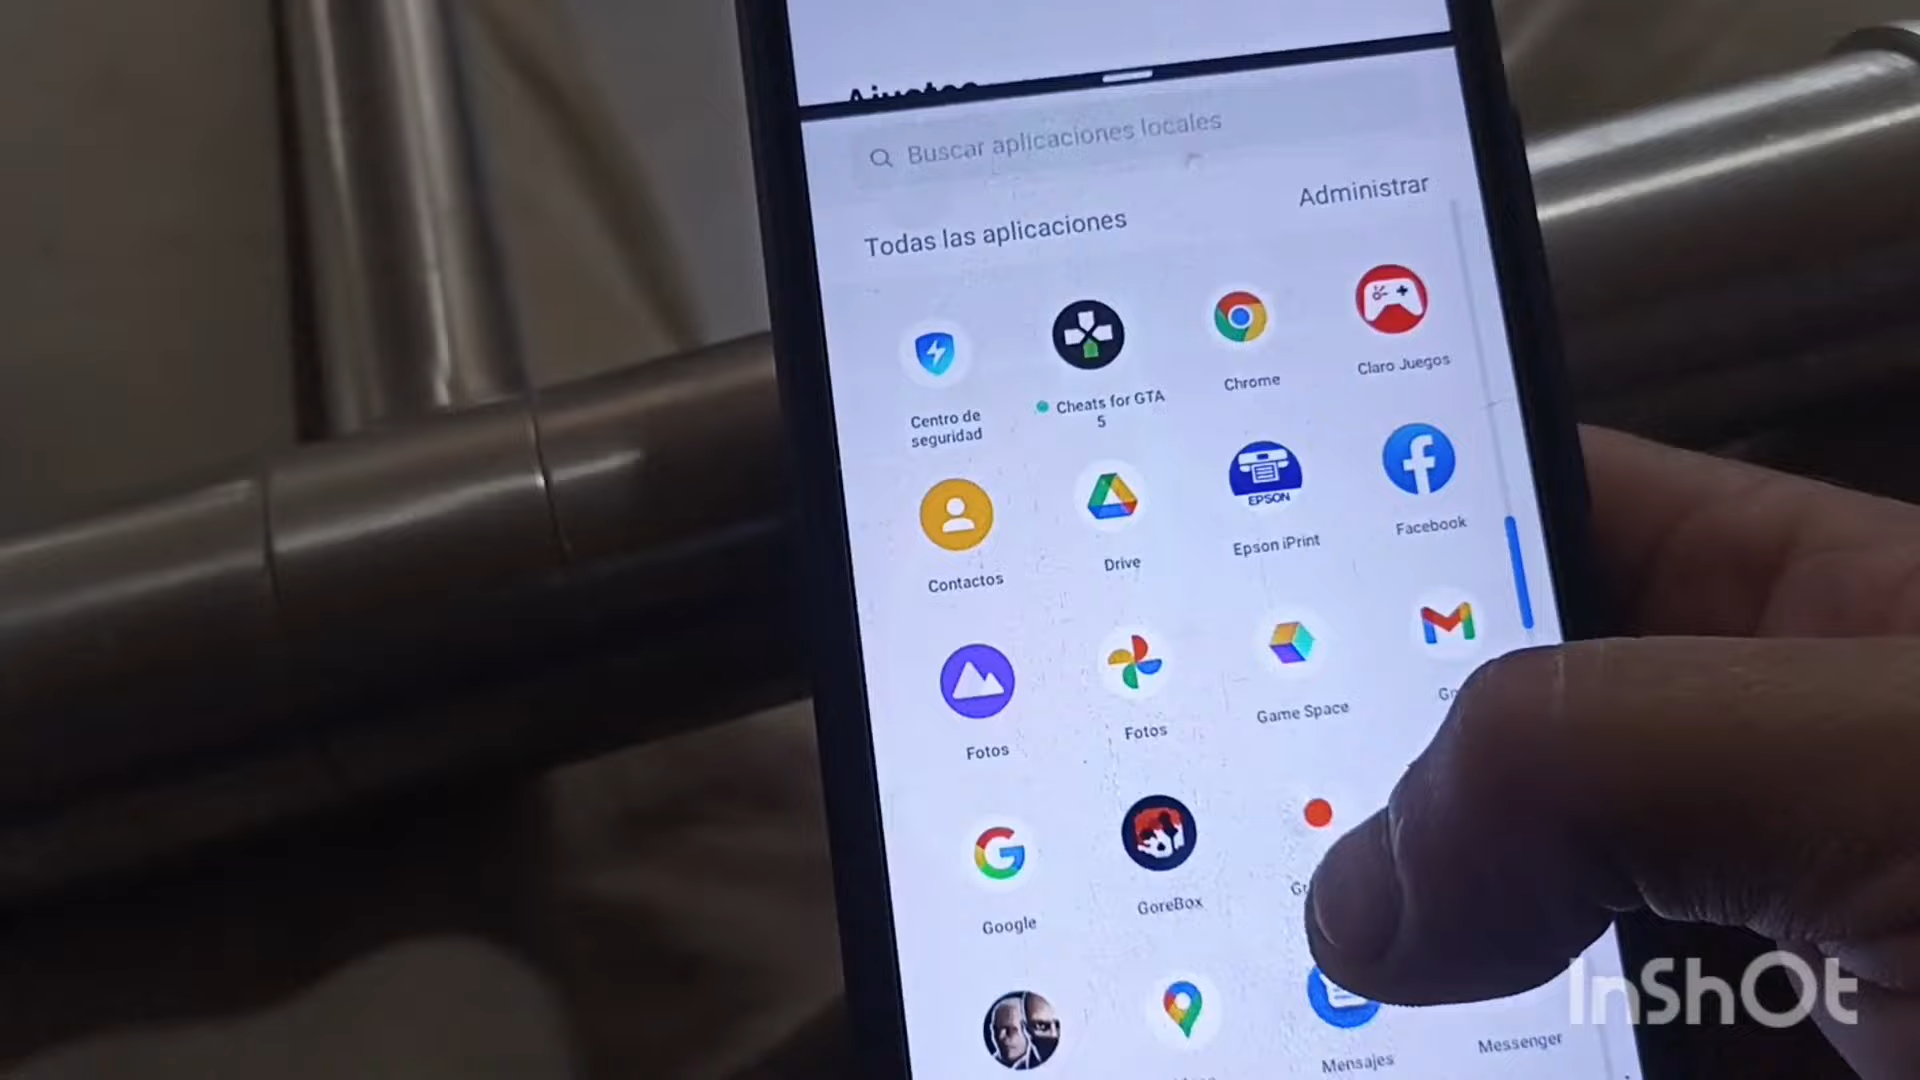 Ajustes
Buscar aplicaciones locales
Todas las aplicaciones
Administrar
Centro de
seguridad
Cheats for GTA
5
Chrome
Claro Juegos
Contactos
Drive
EPSON
Epson iPrint
Facebook
Fotos
Fotos
Game Space
Google
GoreBox
Mensajes
Messenger
InShOt